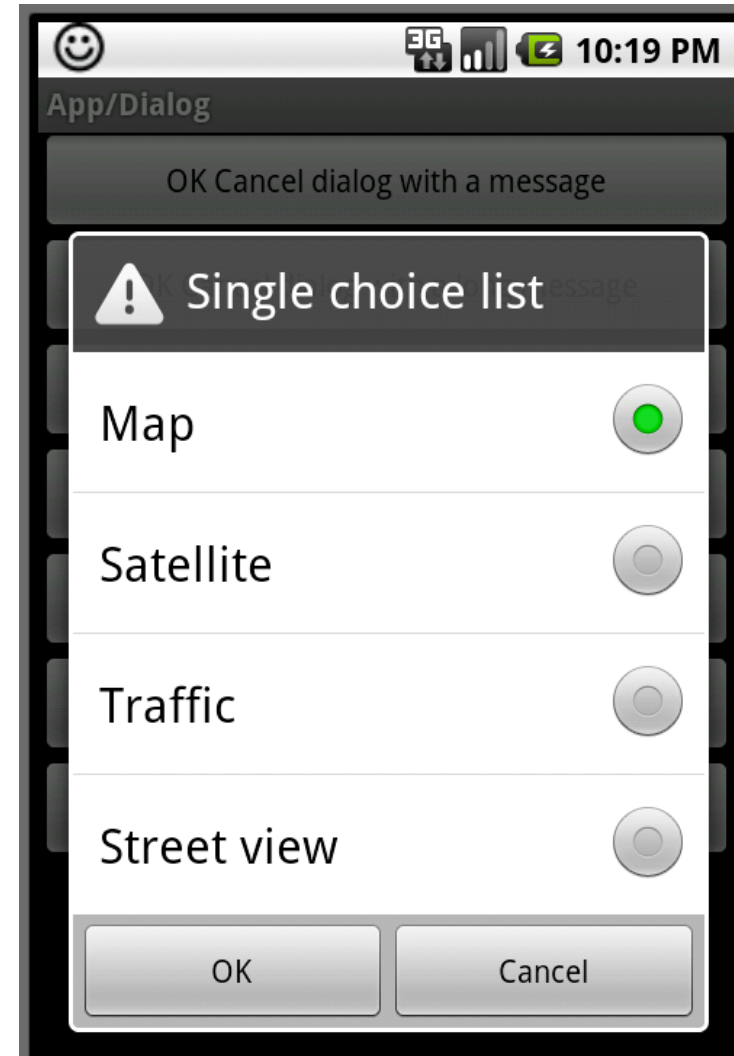 3G 10:19 PM
App/Dialog
OK Cancel dialog with a message
Single choice list
Map
Satellite
Traffic
Street view
OK Cancel